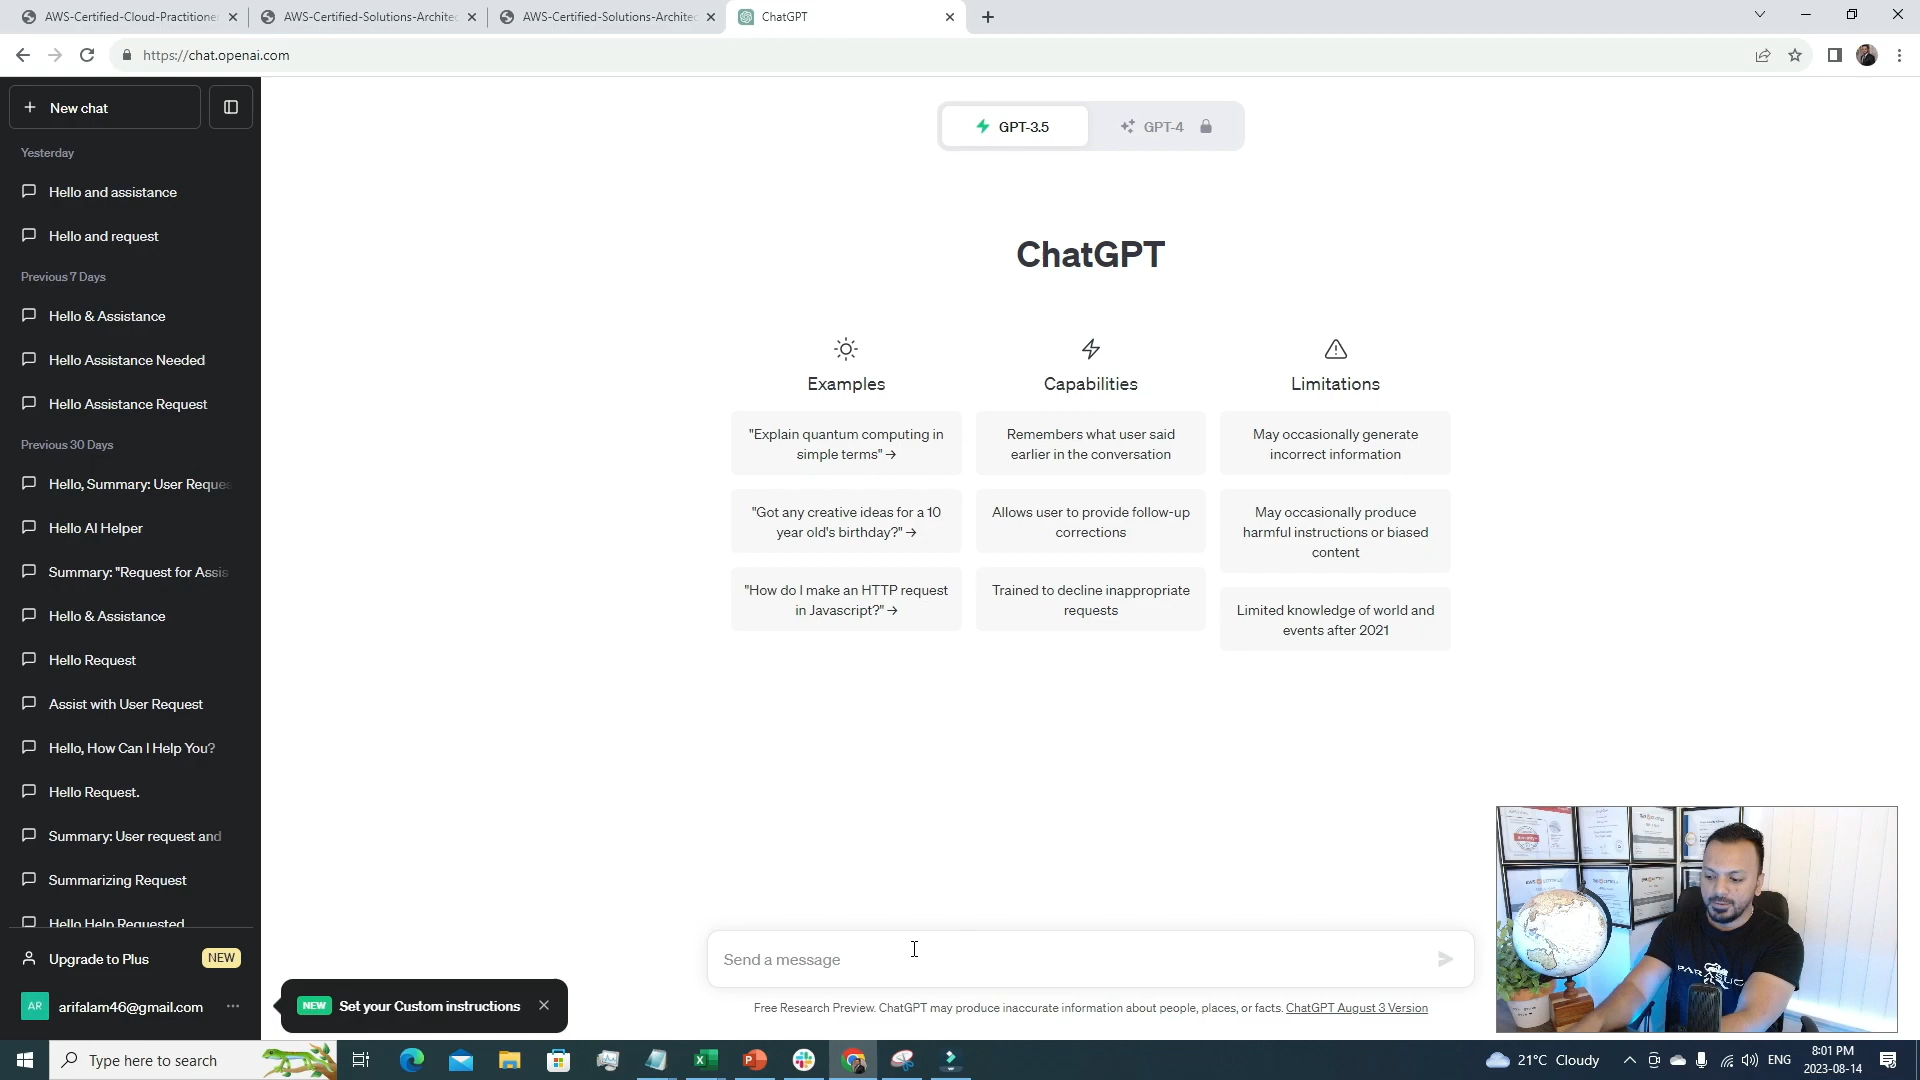 AWS-Certified-Cloud-Practitioner
AWS-Certified-Solutions-Architec
AWS-Certified-Solutions-Architec
ChatGPT
https://chat.openai.com
New chat
Yesterday
Hello and assistance
Hello and request
Previous 7 Days
Hello & Assistance
Hello Assistance Needed
Hello Assistance Request
Previous 30 Days
Hello, Summary: User Reques
Hello AI Helper
Summary: "Request for Assis
Hello & Assistance
Hello Request
Assist with User Request
Hello, How Can I Help You?
Hello Request.
Summary: User request and
Summarizing Request
Hello Help Requested
Upgrade to Plus
NEW
AR
arifalam46@gmail.com
GPT-3.5
GPT-4
ChatGPT
Examples
"Explain quantum computing in
simple terms" →
"Got any creative ideas for a 10
year old's birthday?" →
"How do I make an HTTP request
in Javascript?" →
Capabilities
Remembers what user said
earlier in the conversation
Allows user to provide follow-up
corrections
Trained to decline inappropriate
requests
Limitations
May occasionally generate
incorrect information
May occasionally produce
harmful instructions or biased
content
Limited knowledge of world and
events after 2021
Send a message
NEW Set your Custom instructions
Free Research Preview. ChatGPT may produce inaccurate information about people, places, or facts. ChatGPT August 3 Version
PARASLIC
Type here to search
21°C Cloudy
ENG
8:01 PM
2023-08-14